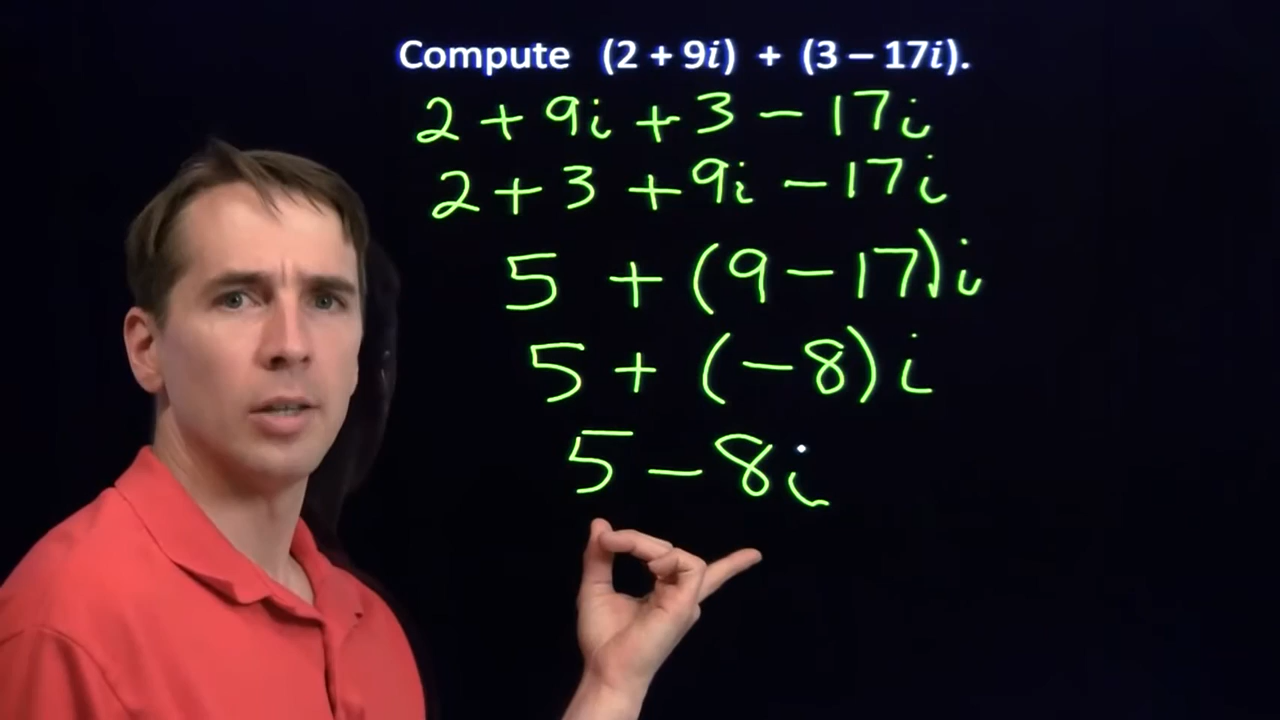 Compute (2 + 9i) + (3 – 17i).
2 + 9i + 3 – 17i
2 + 3 + 9i – 17i
5 + (9 – 17)i
5 + (–8)i
5 – 8i